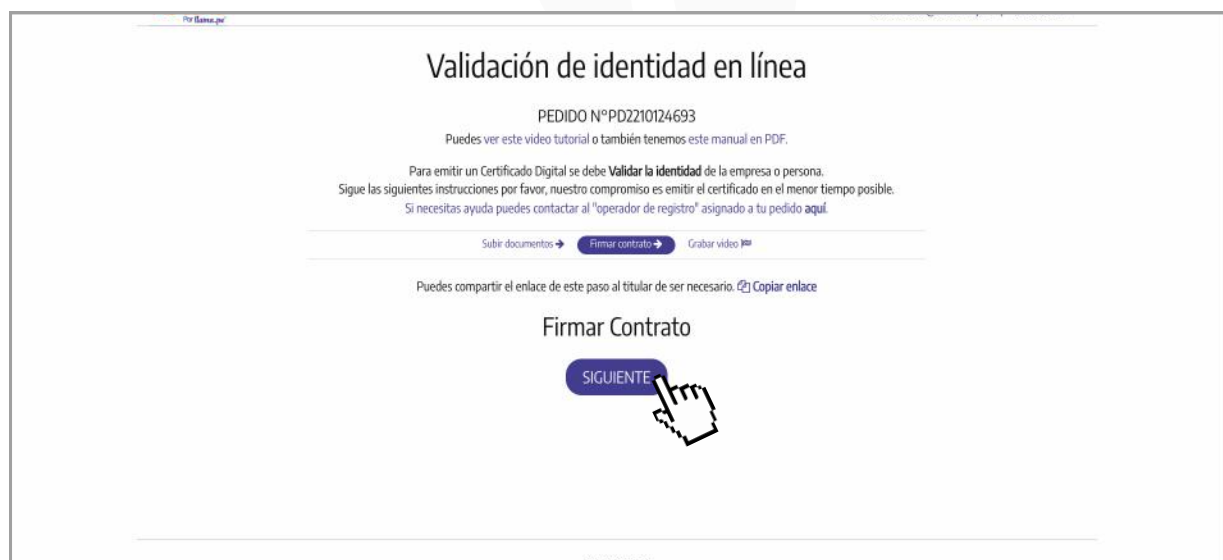 Por llama.pe
Validación de identidad en línea
PEDIDO N°PD2210124693
Puedes ver este video tutorial o también tenemos este manual en PDF.
Para emitir un Certificado Digital se debe Validar la identidad de la empresa o persona.
Sigue las siguientes instrucciones por favor, nuestro compromiso es emitir el certificado en el menor tiempo posible.
Si necesitas ayuda puedes contactar al "operador de registro" asignado a tu pedido aquí.
Subir documentos Firmar contrato Grabar video
Puedes compartir el enlace de este paso al titular de ser necesario. Copiar enlace
Firmar Contrato
SIGUIENTE